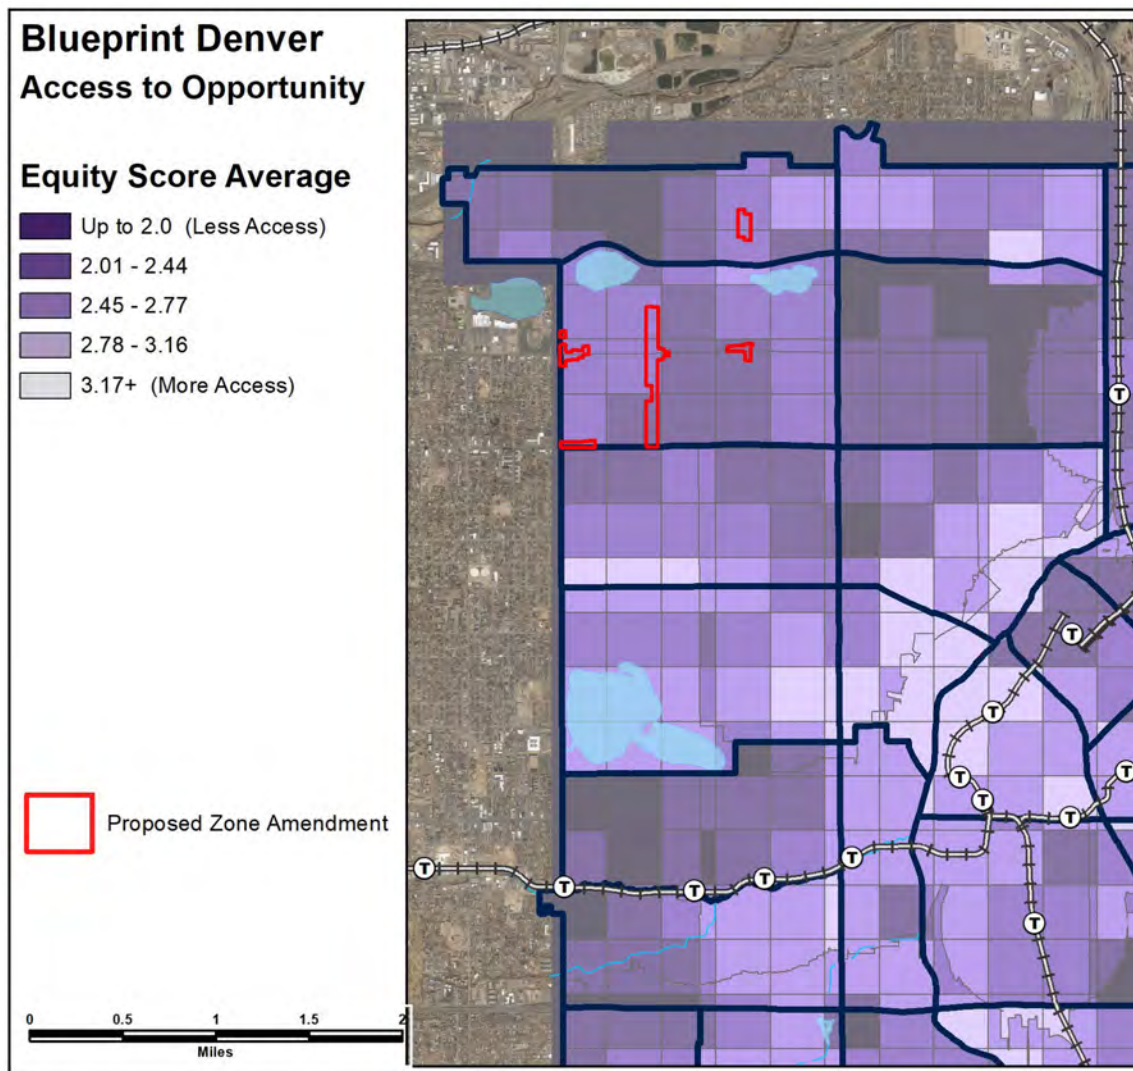 Blueprint Denver
Access to Opportunity
Equity Score Average
Up to 2.0 (Less Access)
2.01 - 2.44
2.45 - 2.77
2.78 - 3.16
3.17+ (More Access)
Proposed Zone Amendment
0 0.5 1 1.5 2
Miles
T
T
T
T
T
T
T
T
T
T
T
T
T